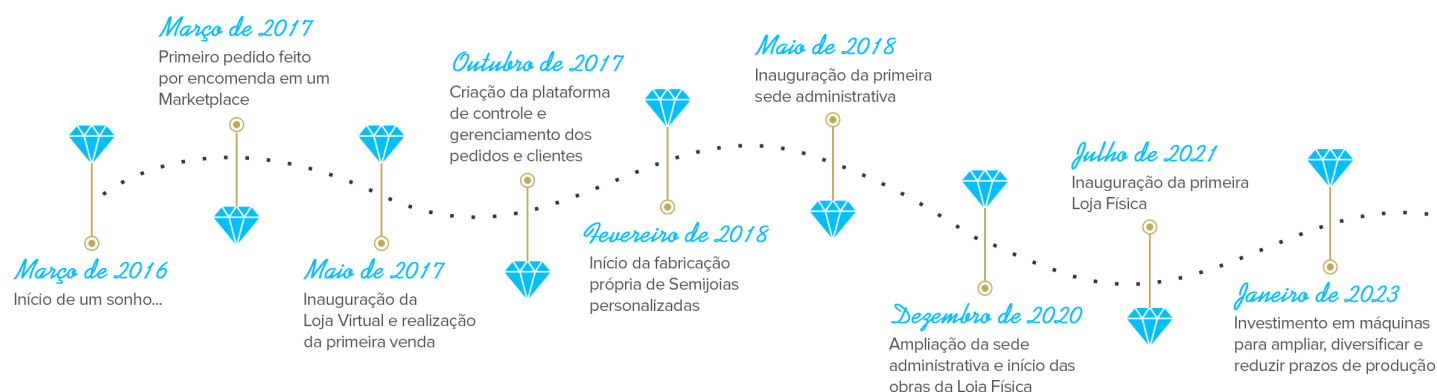 Março de 2016
Início de um sonho...
Março de 2017
Primeiro pedido feito
por encomenda em um
Marketplace
Maio de 2017
Inauguração da
Loja Virtual e realização
da primeira venda
Outubro de 2017
Criação da plataforma
de controle e
gerenciamento dos
pedidos e clientes
Fevereiro de 2018
Início da fabricação
própria de Semijoias
personalizadas
Maio de 2018
Inauguração da primeira
sede administrativa
Dezembro de 2020
Ampliação da sede
administrativa e início das
obras da Loja Física
Julho de 2021
Inauguração da primeira
Loja Física
Janeiro de 2023
Investimento em máquinas
para ampliar, diversificar e
reduzir prazos de produção